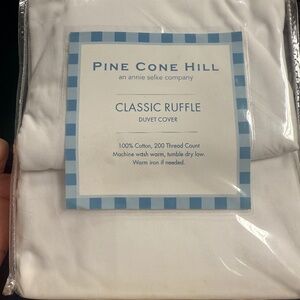 PINE CONE HILL
an annie selke company
CLASSIC RUFFLE
DUVET COVER
100% Cotton, 200 Thread Count
Machine wash warm, tumble dry low.
Warm iron if needed.